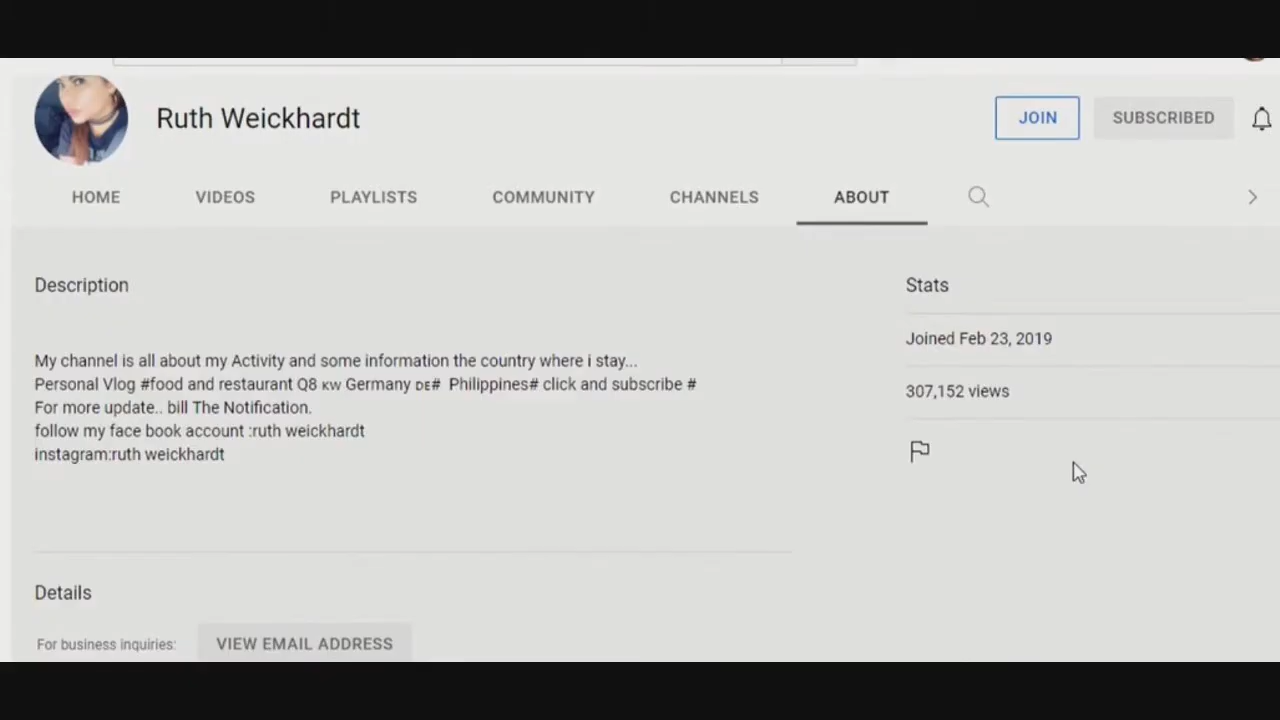 Ruth Weickhardt
JOIN
SUBSCRIBED
HOME
VIDEOS
PLAYLISTS
COMMUNITY
CHANNELS
ABOUT
Description
My channel is all about my Activity and some information the country where i stay...
Personal Vlog #food and restaurant Q8 KW Germany DE# Philippines# click and subscribe #
For more update.. bill The Notification.
follow my face book account :ruth weickhardt
instagram:ruth weickhardt
Stats
Joined Feb 23, 2019
307,152 views
Details
For business inquiries:
VIEW EMAIL ADDRESS